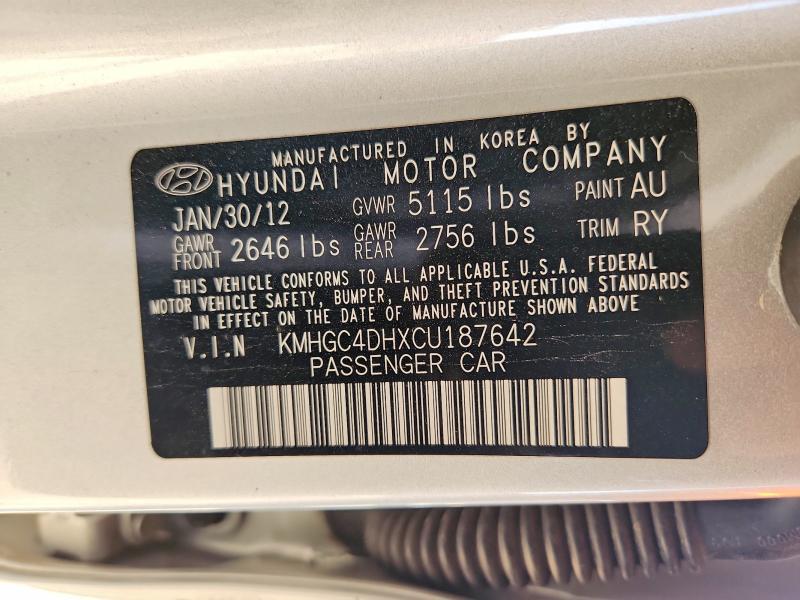 MANUFACTURED IN KOREA BY
HYUNDAI MOTOR COMPANY
JAN/30/12 GVWR 5115 lbs PAINT AU
GAWR FRONT 2646 lbs GAWR REAR 2756 lbs TRIM RY
THIS VEHICLE CONFORMS TO ALL APPLICABLE U.S.A. FEDERAL
MOTOR VEHICLE SAFETY, BUMPER, AND THEFT PREVENTION STANDARDS
IN EFFECT ON THE DATE OF MANUFACTURE SHOWN ABOVE
V.I.N KMHGC4DHXCU187642
PASSENGER CAR